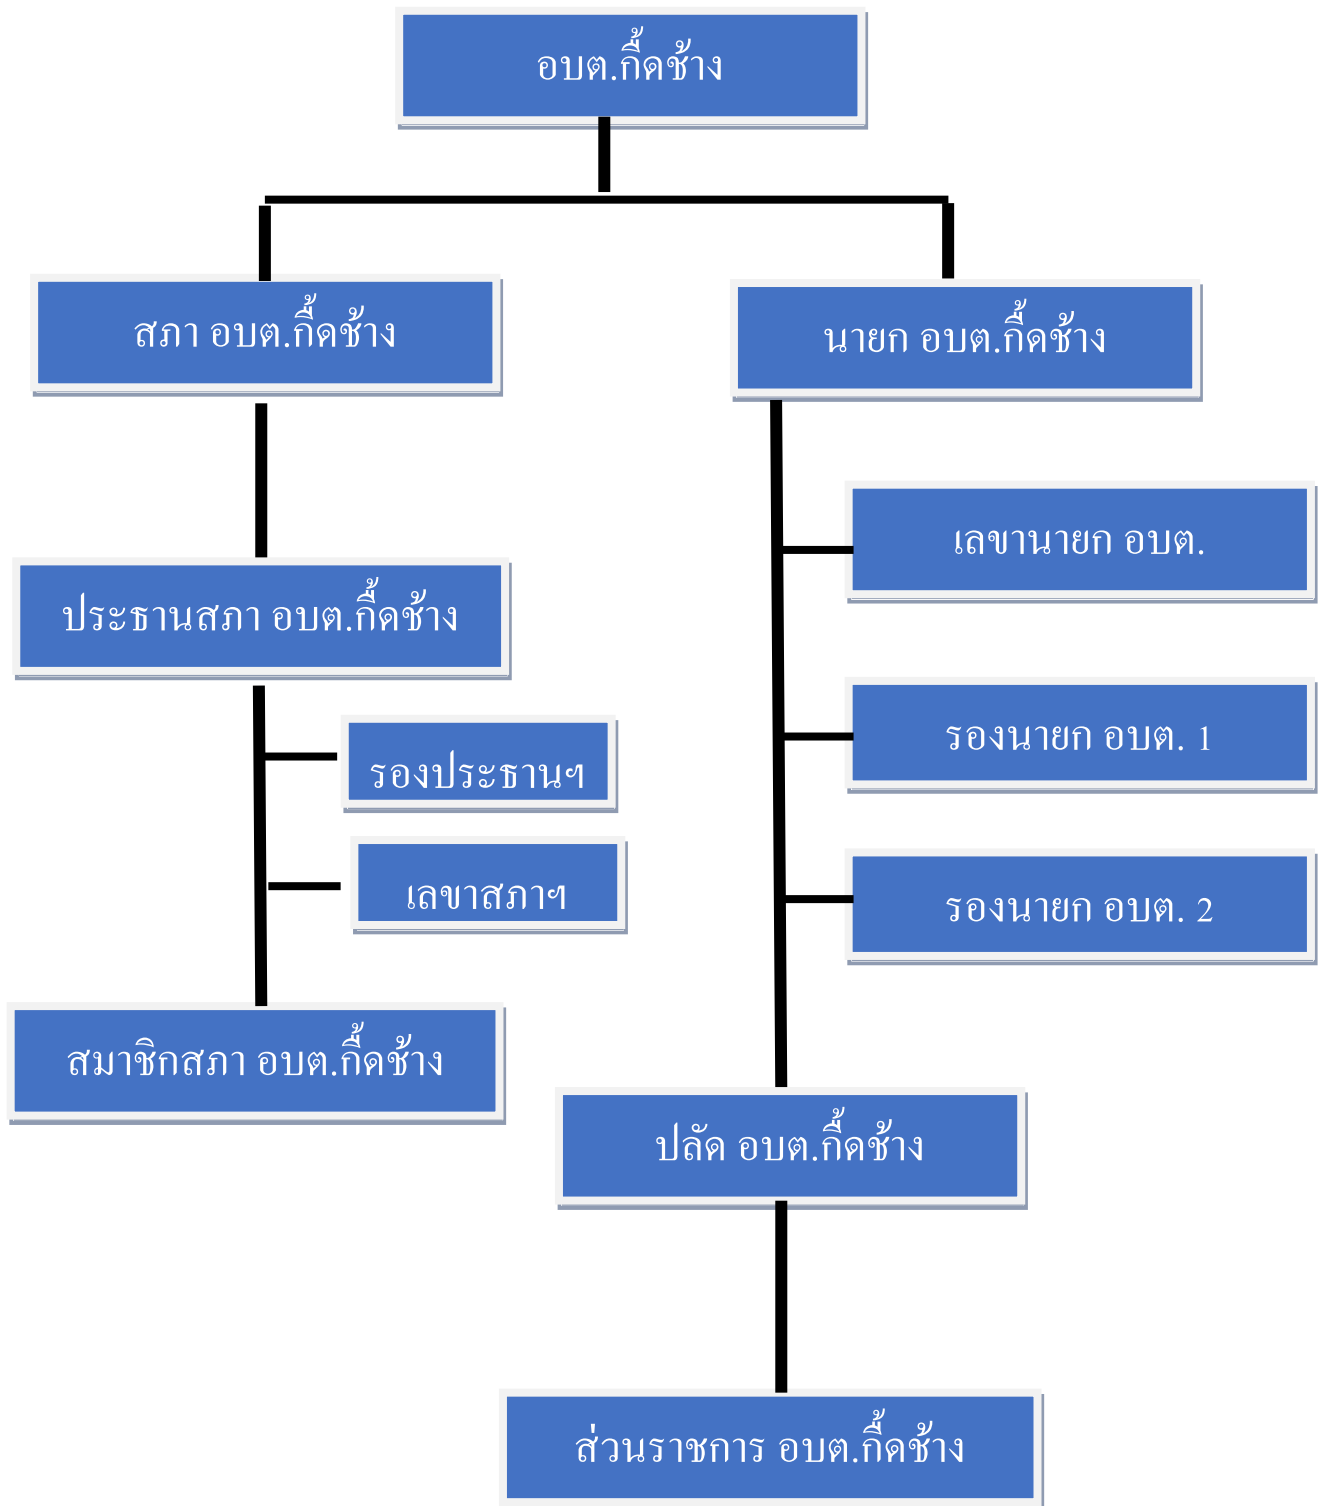 อบต.กื้ดช้าง
สภา อบต.กื้ดช้าง
นายก อบต.กื้ดช้าง
เลขานายก อบต.
ประธานสภา อบต.กื้ดช้าง
รองนายก อบต. 1
รองประธานฯ
เลขาสภาฯ
รองนายก อบต. 2
สมาชิกสภา อบต.กื้ดช้าง
ปลัด อบต.กื้ดช้าง
ส่วนราชการ อบต.กื้ดช้าง